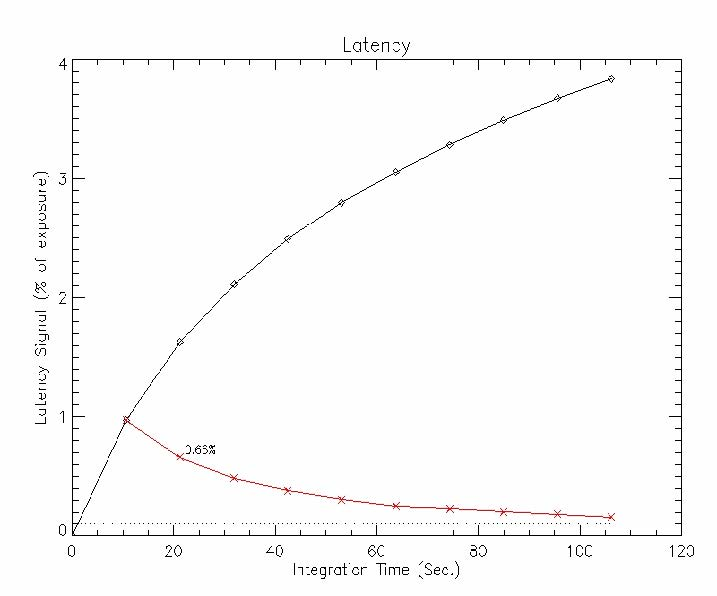 Latency
4
3
2
1
0
Latency Signal (% of exposure)
0.66%
0 20 40 60 80 100 120
Integration Time (Sec.)